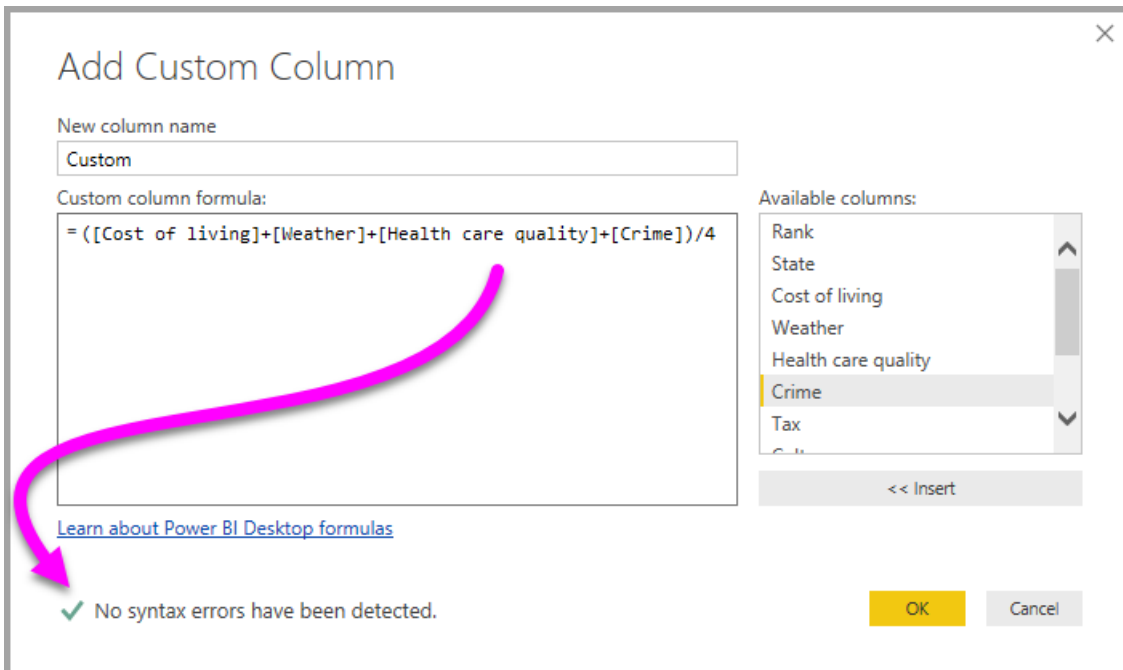 Add Custom Column
New column name
Custom
Custom column formula:
= ([Cost of living]+[Weather]+[Health care quality]+[Crime])/4
Available columns:
Rank
State
Cost of living
Weather
Health care quality
Crime
Tax
<< Insert
Learn about Power BI Desktop formulas
No syntax errors have been detected.
OK
Cancel